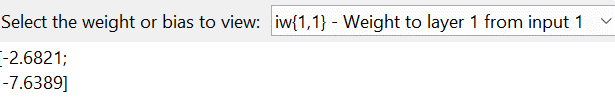 Select the weight or bias to view: iw{1,1} - Weight to layer 1 from input 1
[-2.6821;
-7.6389]